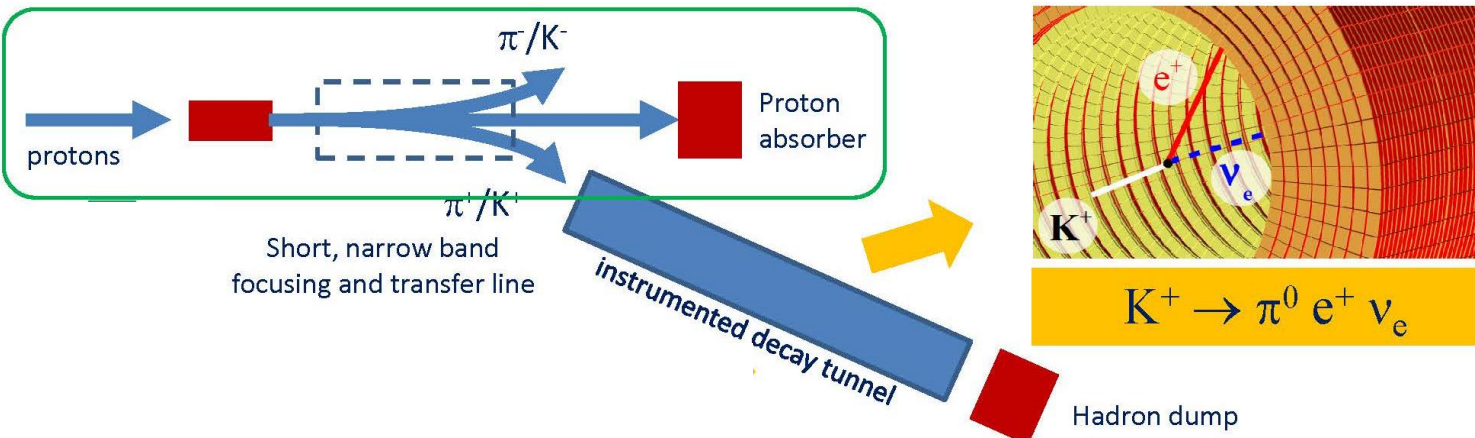 π⁻/K⁻
protons
Proton
absorber
π⁺/K⁺
Short, narrow band
focusing and transfer line
instrumented decay tunnel
Hadron dump
e⁺
νₑ
K⁺
K⁺ → π⁰ e⁺ νₑ